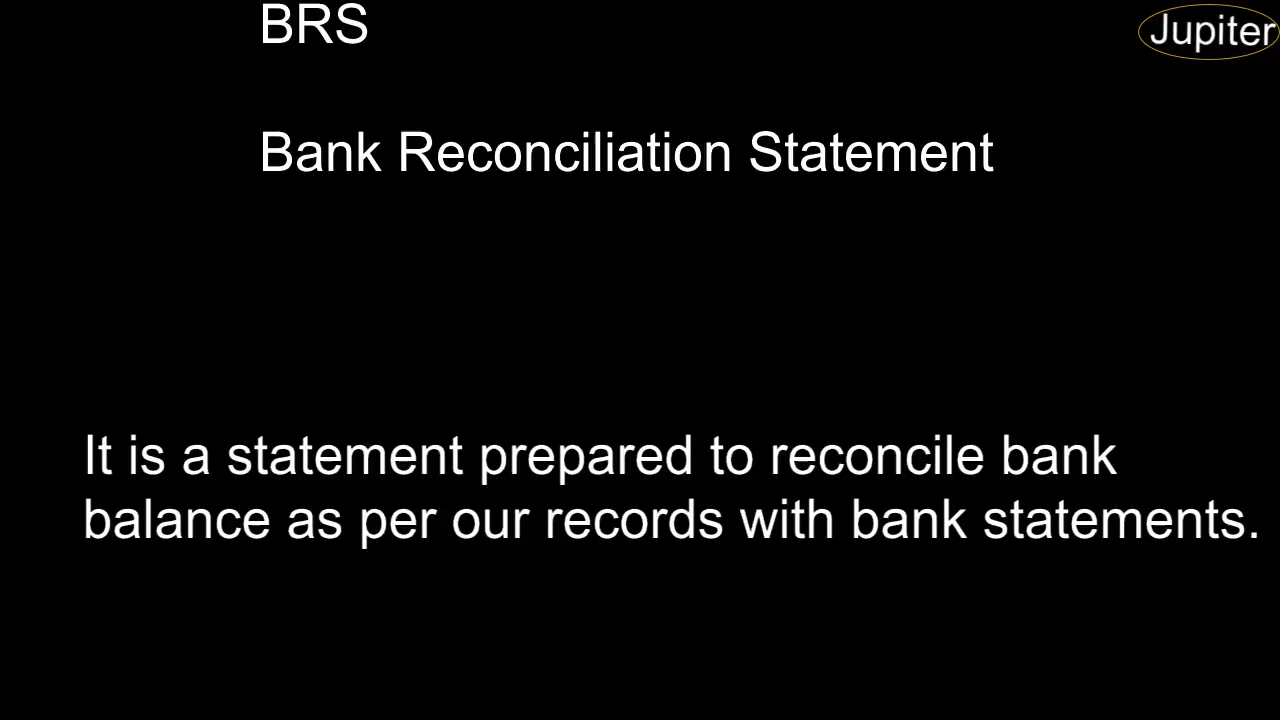 BRS
Jupiter
Bank Reconciliation Statement
It is a statement prepared to reconcile bank
balance as per our records with bank statements.